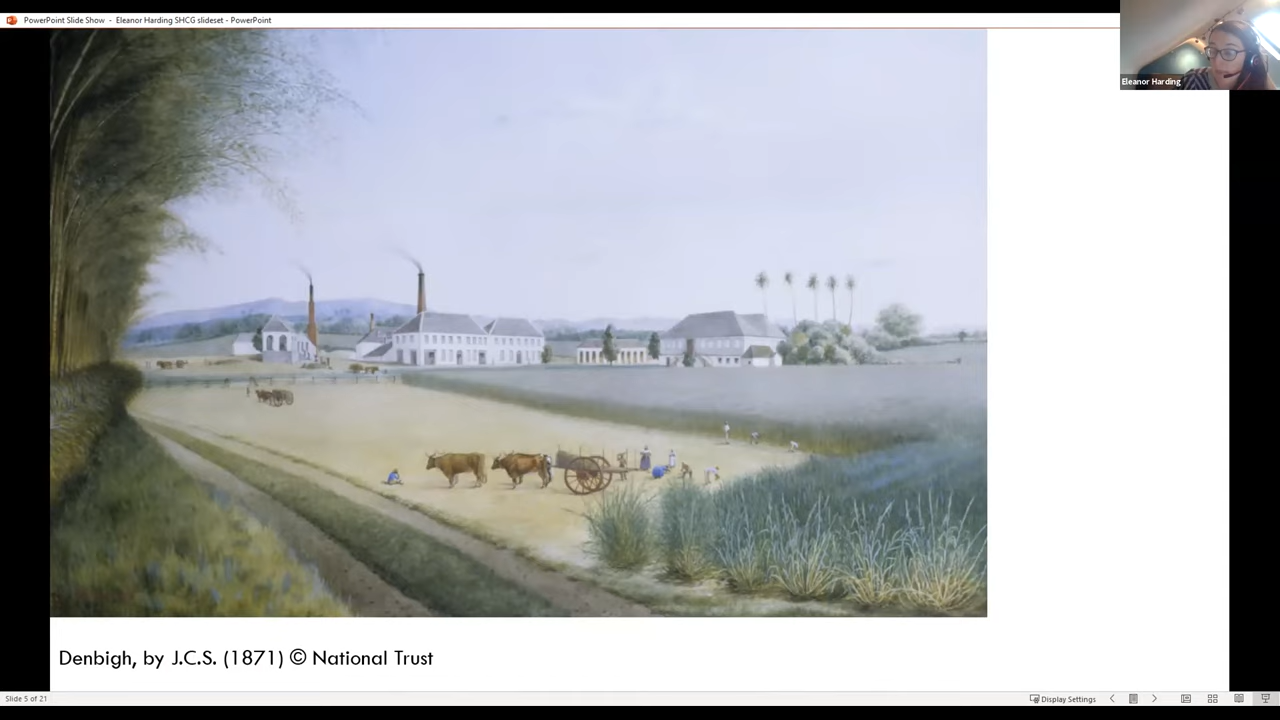 PowerPoint Slide Show - Eleanor Harding SHCG slideset - PowerPoint
Eleanor Harding
Denbigh, by J.C.S. (1871) © National Trust
Slide 5 of 21
Display Settings